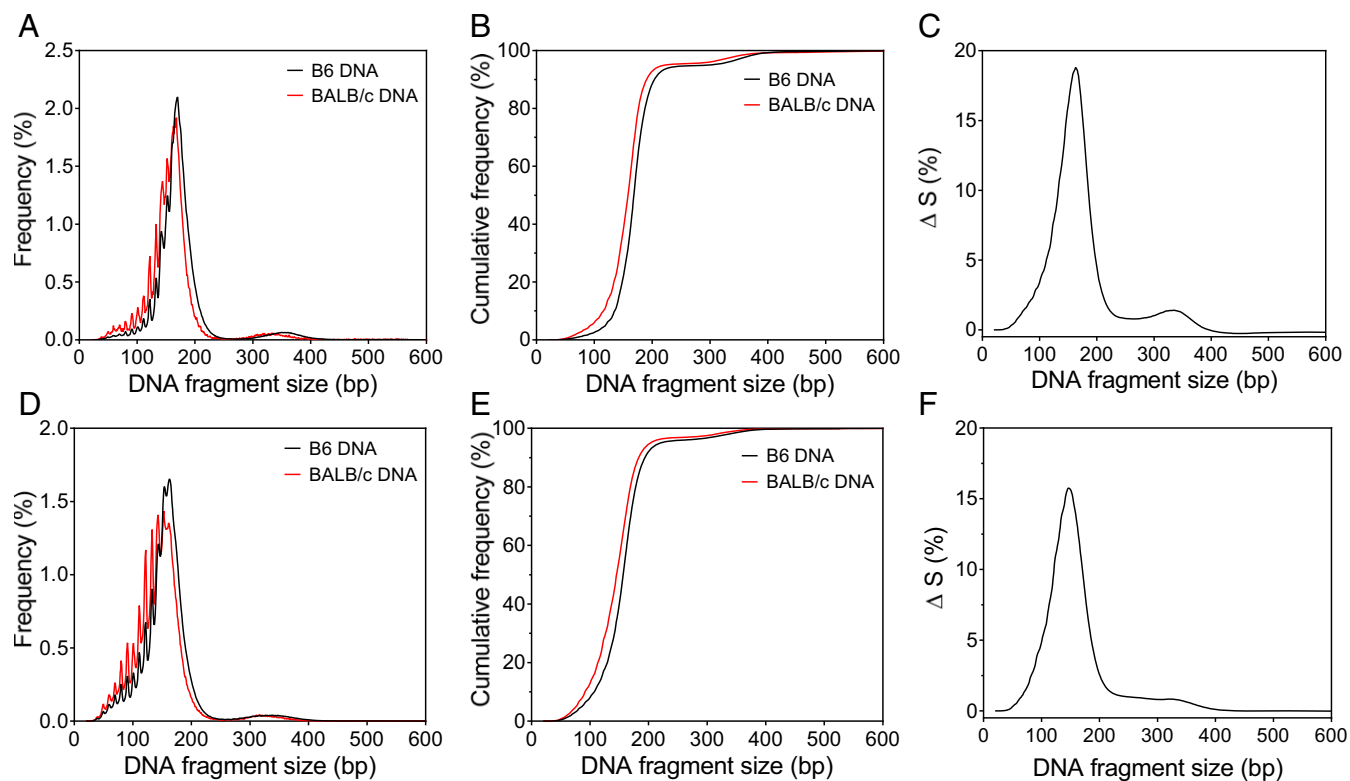 A
2.5
2.0
1.5
1.0
0.5
0.0
0 100 200 300 400 500 600
Frequency (%)
DNA fragment size (bp)
B6 DNA
BALB/c DNA
B
100
80
60
40
20
0
0 100 200 300 400 500 600
Cumulative frequency (%)
DNA fragment size (bp)
B6 DNA
BALB/c DNA
C
20
15
10
5
0
0 100 200 300 400 500 600
Δ S (%)
DNA fragment size (bp)
D
2.0
1.5
1.0
0.5
0.0
0 100 200 300 400 500 600
Frequency (%)
DNA fragment size (bp)
B6 DNA
BALB/c DNA
E
100
80
60
40
20
0
0 100 200 300 400 500 600
Cumulative frequency (%)
DNA fragment size (bp)
B6 DNA
BALB/c DNA
F
20
15
10
5
0
0 100 200 300 400 500 600
Δ S (%)
DNA fragment size (bp)